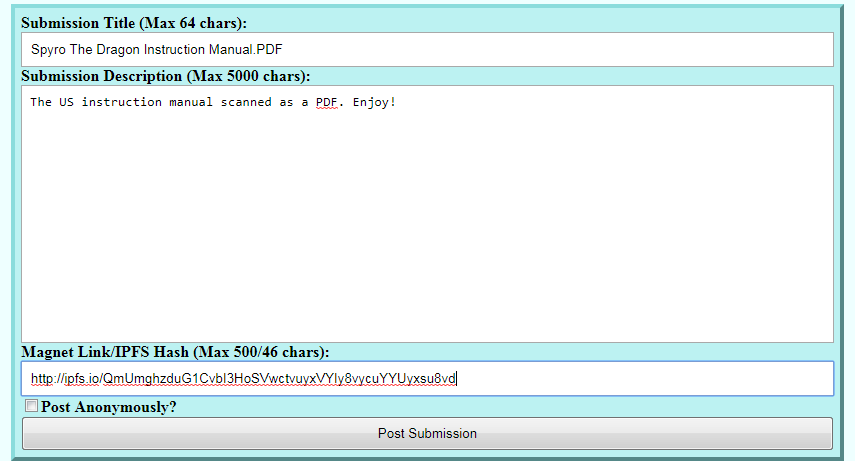 Submission Title (Max 64 chars):
Spyro The Dragon Instruction Manual.PDF
Submission Description (Max 5000 chars):
The US instruction manual scanned as a PDF. Enjoy!
Magnet Link/IPFS Hash (Max 500/46 chars):
http://ipfs.io/QmUmghzduG1CvbI3HoSVwctvuyxVYIy8vycuYYUyxsu8vd
Post Anonymously?
Post Submission